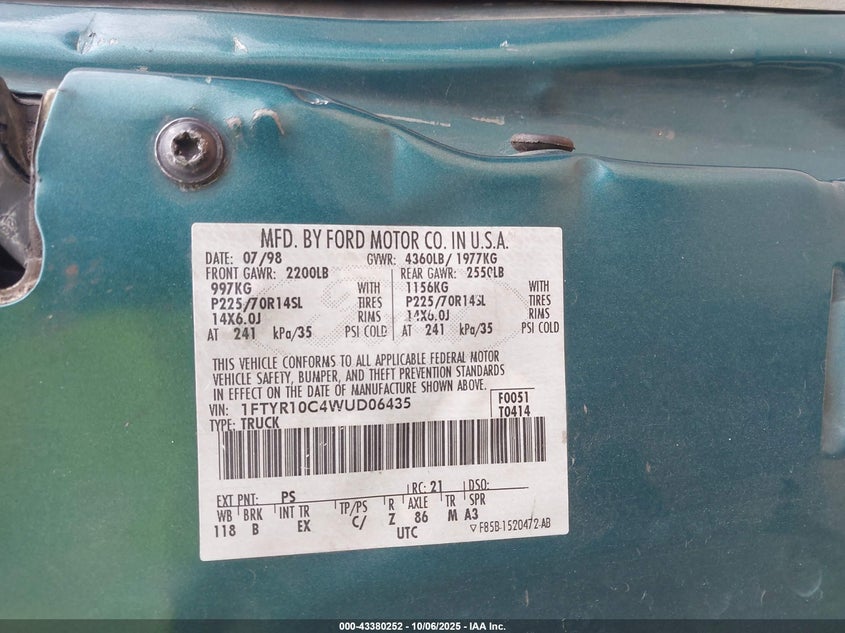 MFD. BY FORD MOTOR CO. IN U.S.A.
DATE: 07/98 GVWR: 4360LB/ 1977KG
FRONT GAWR: 2200LB REAR GAWR: 2550LB
997KG WITH 1156KG WITH
P225/70R14SL TIRES P225/70R14SL TIRES
14X6.0J RIMS 14X6.0J RIMS
AT 241 kPa/35 PSI COLD AT 241 kPa/35 PSI COLD
THIS VEHICLE CONFORMS TO ALL APPLICABLE FEDERAL MOTOR
VEHICLE SAFETY, BUMPER, AND THEFT PREVENTION STANDARDS
IN EFFECT ON THE DATE OF MANUFACTURE SHOWN ABOVE.
VIN: 1FTYR10C4WUD06435 F0051
TYPE: TRUCK T0414
EXT PNT: PS RC: 21 DSO:
WB BRK INT TR TP/PS R AXLE TR SPR
118 B EX C/ Z 86 M A3
UTC ▽ F85B-1520472-AB
000-43380252 - 10/06/2025 - IAA Inc.